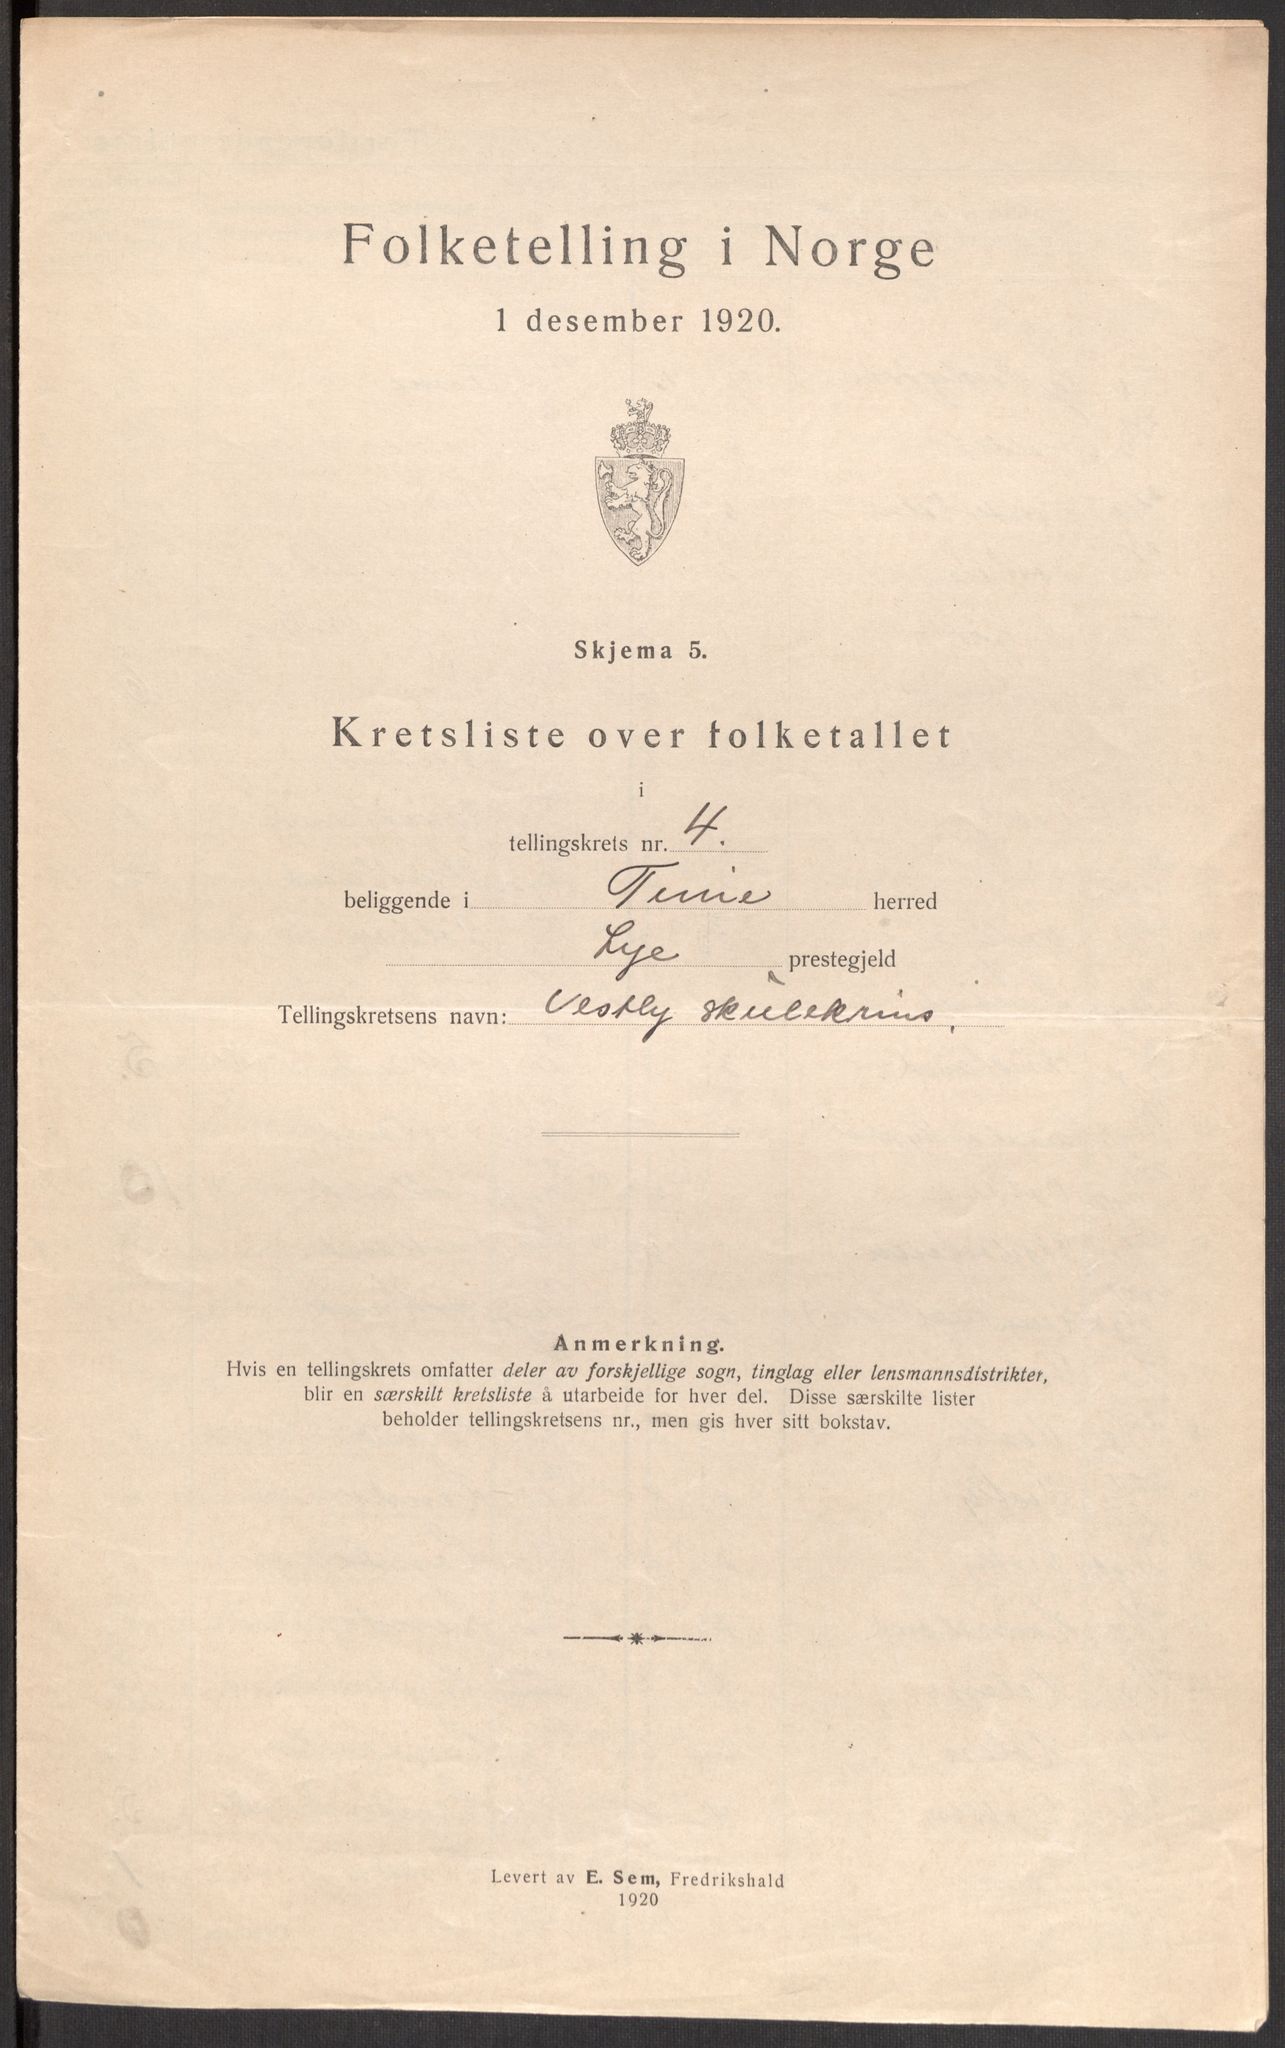 Folketelling i Norge
1 desember 1920.
Skjema 5.
Kretsliste over folketallet
i
tellingskrets nr. 4.
beliggende i Time herred
Lye prestegjeld
Tellingskretsens navn: Vestly skulekrins.
Anmerkning.
Hvis en tellingskrets omfatter deler av forskjellige sogn, tinglag eller lensmannsdistrikter,
blir en særskilt kretsliste å utarbeide for hver del. Disse særskilte lister
beholder tellingskretsens nr., men gis hver sitt bokstav.
Levert av E. Sem, Fredrikshald
1920